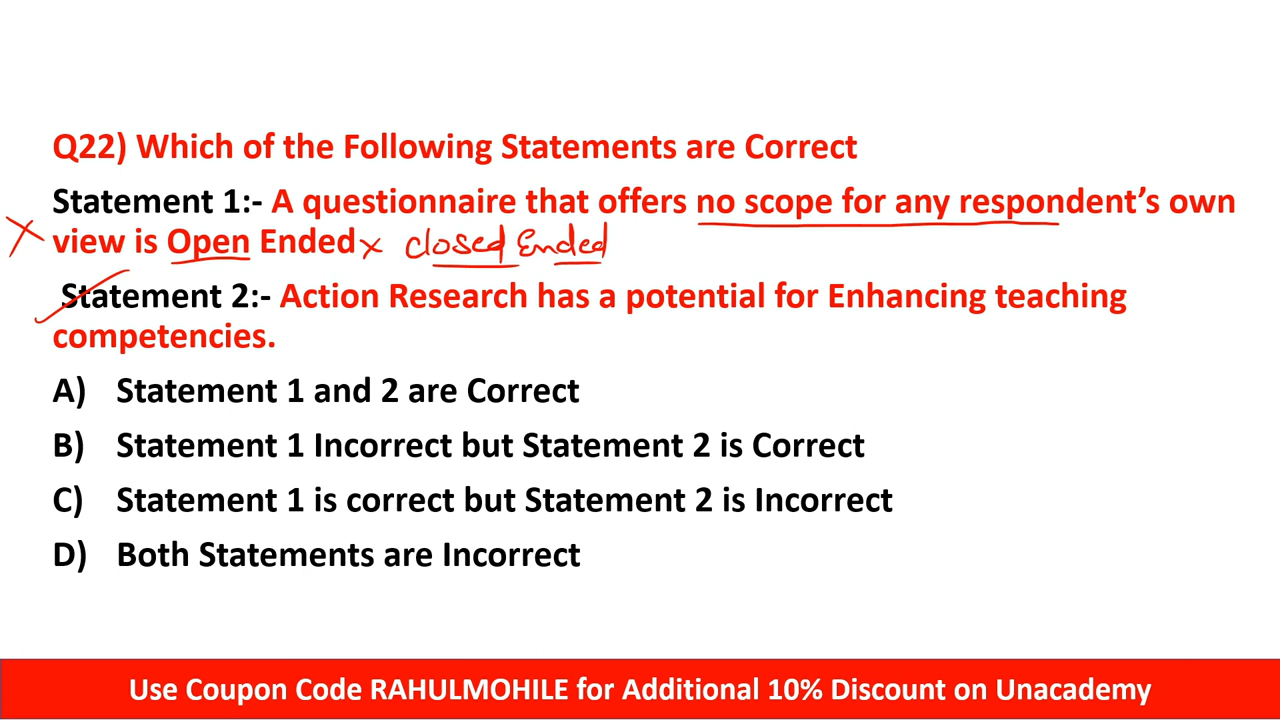 Q22) Which of the Following Statements are Correct
Statement 1:- A questionnaire that offers no scope for any respondent’s own
view is Open Ended x closed Ended
Statement 2:- Action Research has a potential for Enhancing teaching
competencies.
A) Statement 1 and 2 are Correct
B) Statement 1 Incorrect but Statement 2 is Correct
C) Statement 1 is correct but Statement 2 is Incorrect
D) Both Statements are Incorrect
Use Coupon Code RAHULMOHILE for Additional 10% Discount on Unacademy